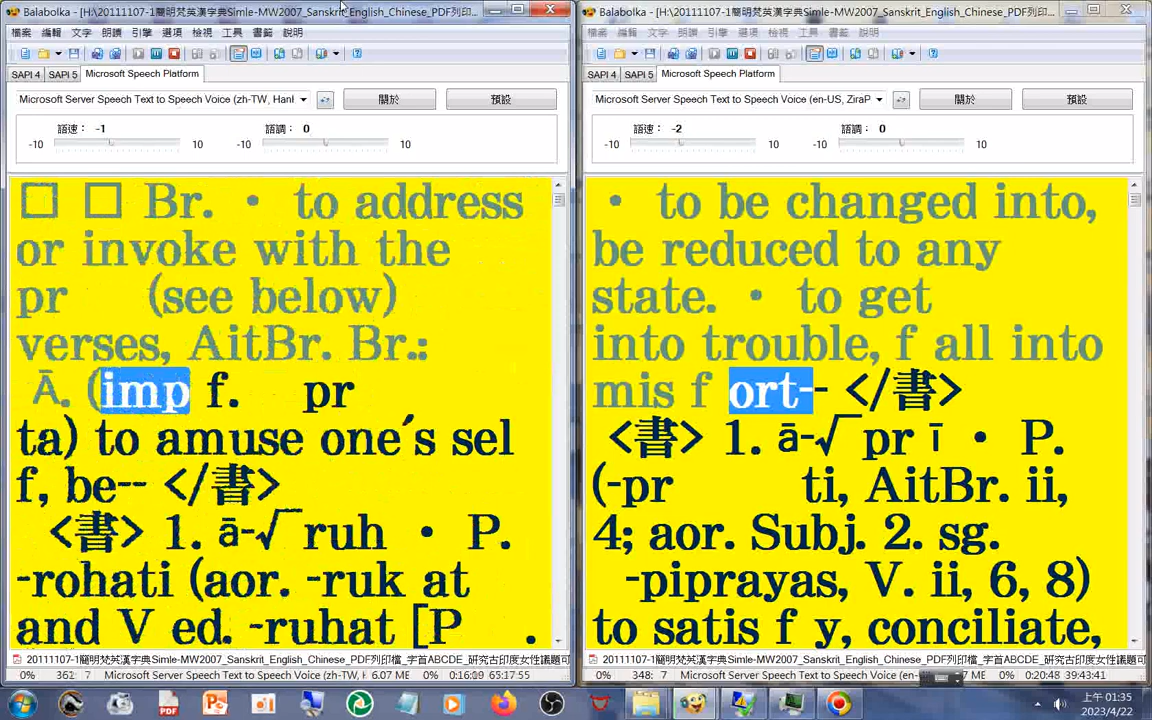 Balabolka - [H:\20111107-1簡明梵英漢字典Simle-MW2007_Sanskrit_English_Chinese_PDF列印...
檔案 編輯 文字 朗讀 引擎 選項 檢視 工具 書籤 說明
SAPI 4 SAPI 5 Microsoft Speech Platform
Microsoft Server Speech Text to Speech Voice (zh-TW, Hanl
關於 預設
語速： -1 語調： 0
-10 10 -10 10
□ □ Br. • to address
or invoke with the
pr (see below)
verses, AitBr. Br.:
Ā. (imp f. pr
ta) to amuse one's sel
f, be-- </書>
<書> 1. ā-√ ruh • P.
-rohati (aor. -ruk at
and V ed. -ruhat [P .
20111107-1簡明梵英漢字典Simle-MW2007_Sanskrit_English_Chinese_PDF列印檔_字首ABCDE_研究古印度女性議題可
0% 362: 7 Microsoft Server Speech Text to Speech Voice (zh-TW, H 6.07 MB 0% 0:16:09 65:17:55
Balabolka - [H:\20111107-1簡明梵英漢字典Simle-MW2007_Sanskrit_English_Chinese_PDF列印...
檔案 編輯 文字 朗讀 引擎 選項 檢視 工具 書籤 說明
SAPI 4 SAPI 5 Microsoft Speech Platform
Microsoft Server Speech Text to Speech Voice (en-US, ZiraP
關於 預設
語速： -2 語調： 0
-10 10 -10 10
• to be changed into,
be reduced to any
state. • to get
into trouble, f all into
mis f ort-- </書>
<書> 1. ā-√ pr ī • P.
(-pr ti, AitBr. ii,
4; aor. Subj. 2. sg.
-piprayas, V. ii, 6, 8)
to satis f y, conciliate,
20111107-1簡明梵英漢字典Simle-MW2007_Sanskrit_English_Chinese_PDF列印檔_字首ABCDE_研究古印度女性議題可
0% 348: 7 Microsoft Server Speech Text to Speech Voice (en-us 7 MB 0% 0:20:48 39:43:41
上午 01:35
2023/4/22